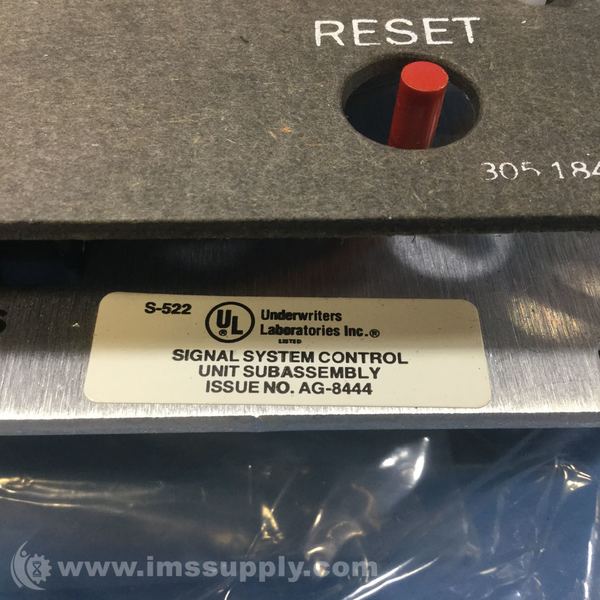 RESET
S-522
UL
Underwriters
Laboratories Inc.®
LISTED
SIGNAL SYSTEM CONTROL
UNIT SUBASSEMBLY
ISSUE NO. AG-8444
www.imssupply.com